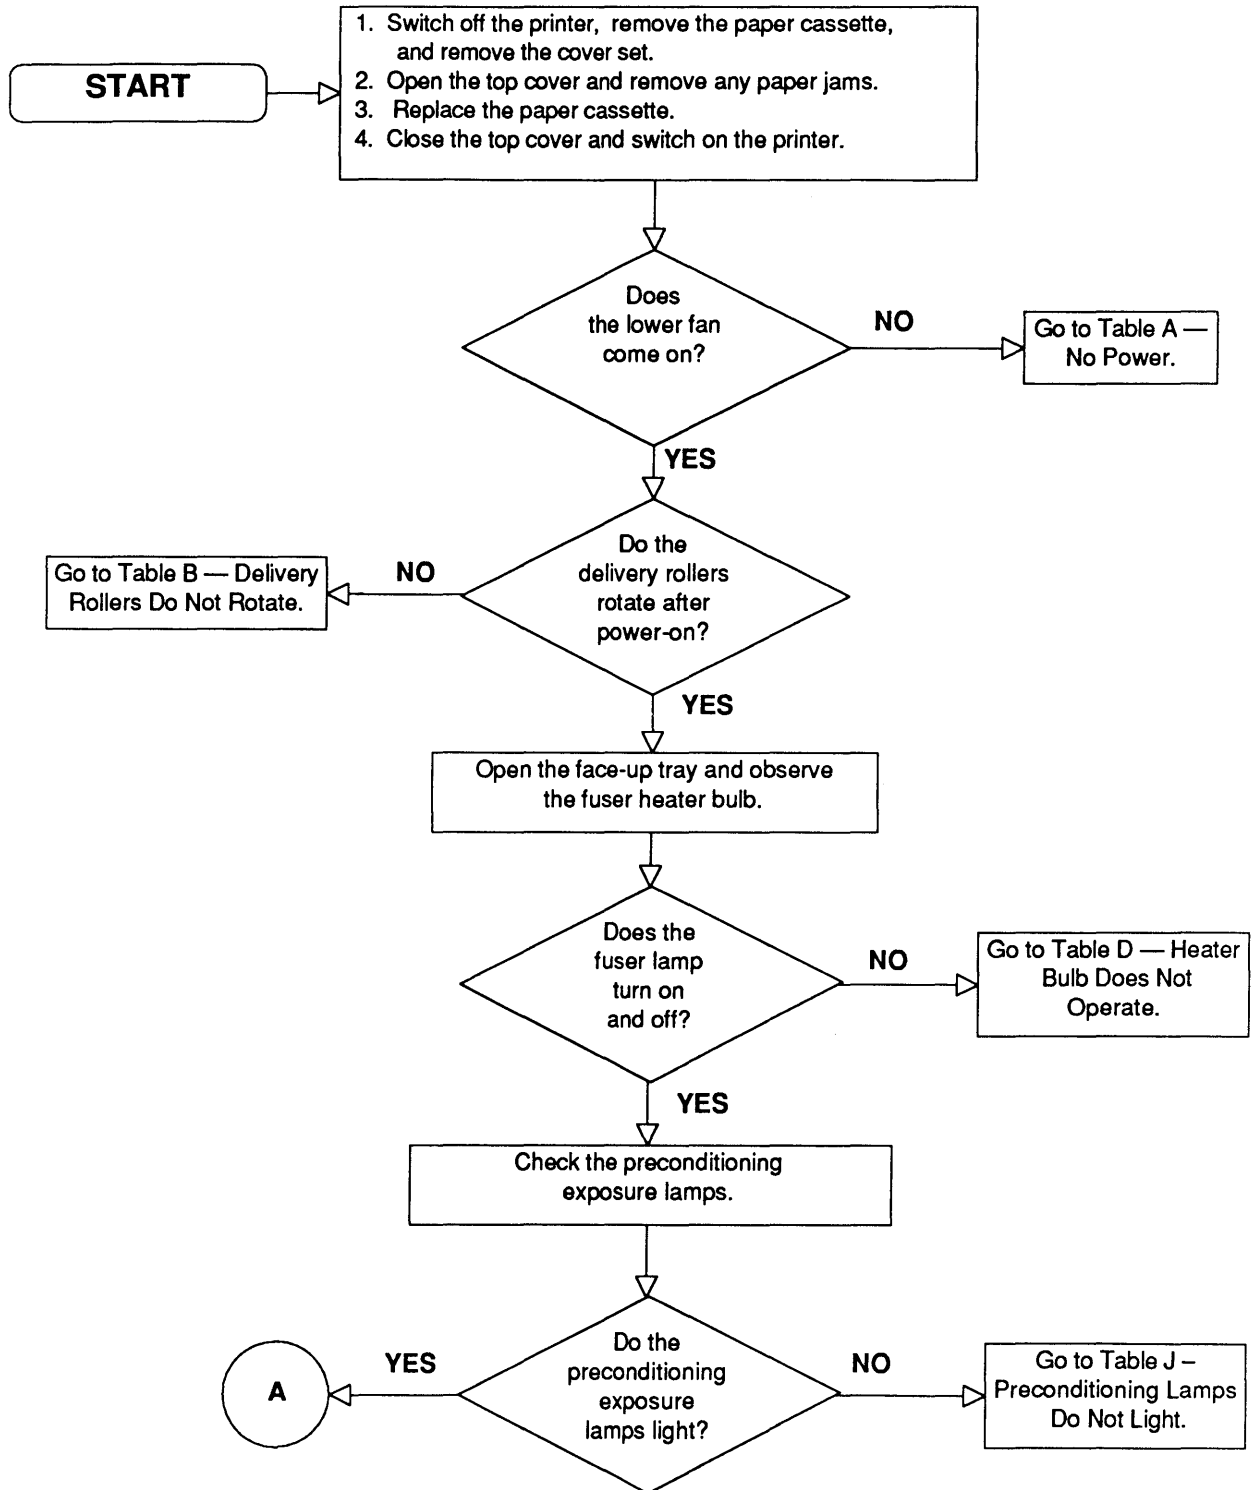 START
1. Switch off the printer, remove the paper cassette,
and remove the cover set.
2. Open the top cover and remove any paper jams.
3. Replace the paper cassette.
4. Close the top cover and switch on the printer.
Does
the lower fan
come on?
NO
Go to Table A —
No Power.
YES
Do the
delivery rollers
rotate after
power-on?
NO
Go to Table B — Delivery
Rollers Do Not Rotate.
YES
Open the face-up tray and observe
the fuser heater bulb.
Does the
fuser lamp
turn on
and off?
NO
Go to Table D — Heater
Bulb Does Not
Operate.
YES
Check the preconditioning
exposure lamps.
Do the
preconditioning
exposure
lamps light?
YES
A
NO
Go to Table J –
Preconditioning Lamps
Do Not Light.